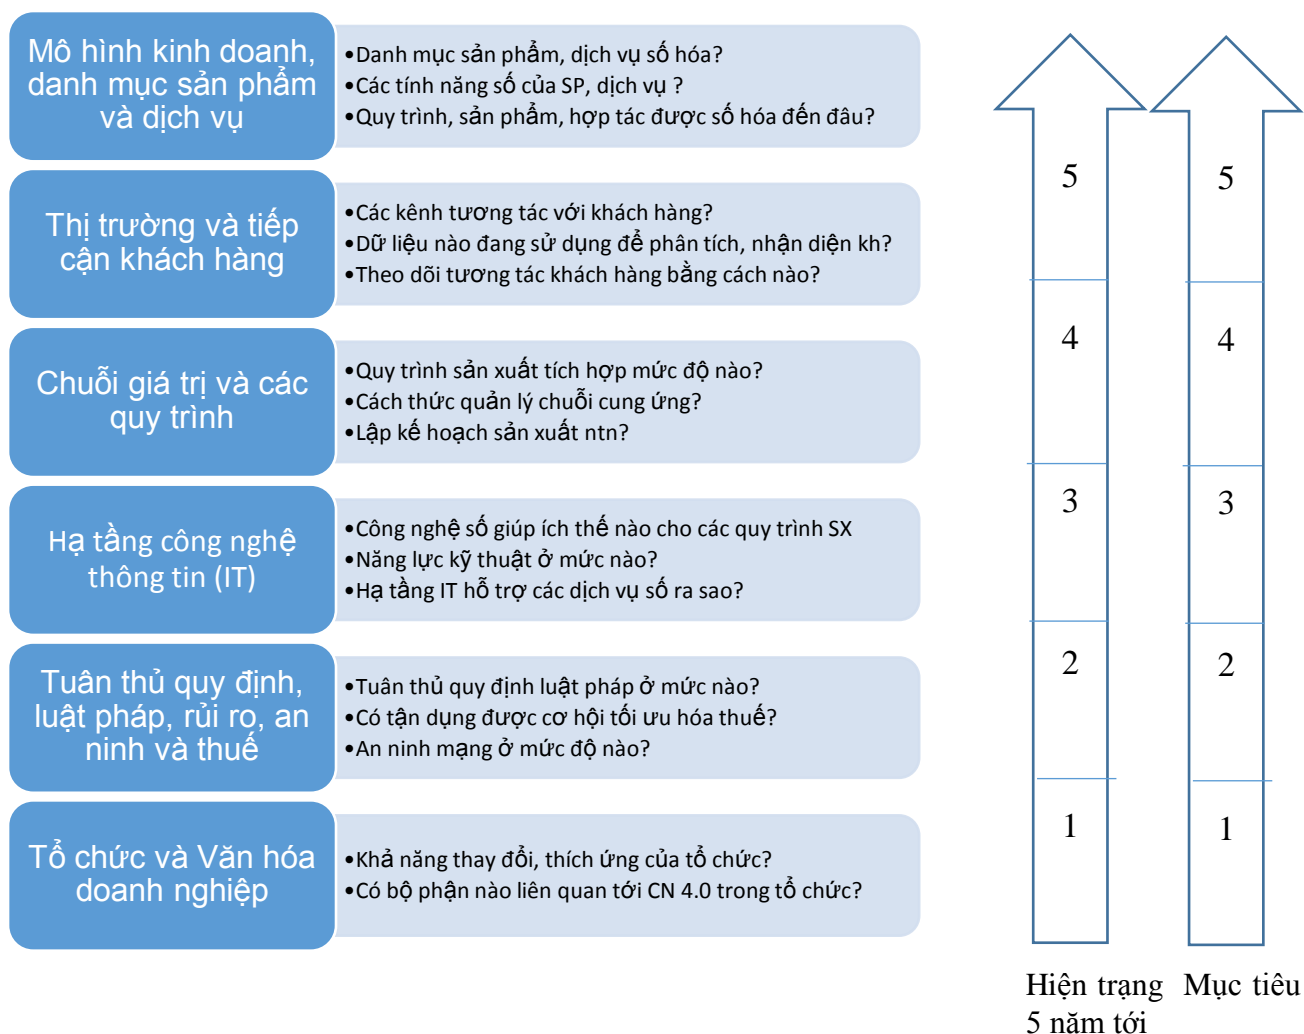 Mô hình kinh doanh,
danh mục sản phẩm
và dịch vụ
•Danh mục sản phẩm, dịch vụ số hóa?
•Các tính năng số của SP, dịch vụ ?
•Quy trình, sản phẩm, hợp tác được số hóa đến đâu?
Thị trường và tiếp
cận khách hàng
•Các kênh tương tác với khách hàng?
•Dữ liệu nào đang sử dụng để phân tích, nhận diện kh?
•Theo dõi tương tác khách hàng bằng cách nào?
Chuỗi giá trị và các
quy trình
•Quy trình sản xuất tích hợp mức độ nào?
•Cách thức quản lý chuỗi cung ứng?
•Lập kế hoạch sản xuất ntn?
Hạ tầng công nghệ
thông tin (IT)
•Công nghệ số giúp ích thế nào cho các quy trình SX
•Năng lực kỹ thuật ở mức nào?
•Hạ tầng IT hỗ trợ các dịch vụ số ra sao?
Tuân thủ quy định,
luật pháp, rủi ro, an
ninh và thuế
•Tuân thủ quy định luật pháp ở mức nào?
•Có tận dụng được cơ hội tối ưu hóa thuế?
•An ninh mạng ở mức độ nào?
Tổ chức và Văn hóa
doanh nghiệp
•Khả năng thay đổi, thích ứng của tổ chức?
•Có bộ phận nào liên quan tới CN 4.0 trong tổ chức?
5
4
3
2
1
5
4
3
2
1
Hiện trạng Mục tiêu
5 năm tới